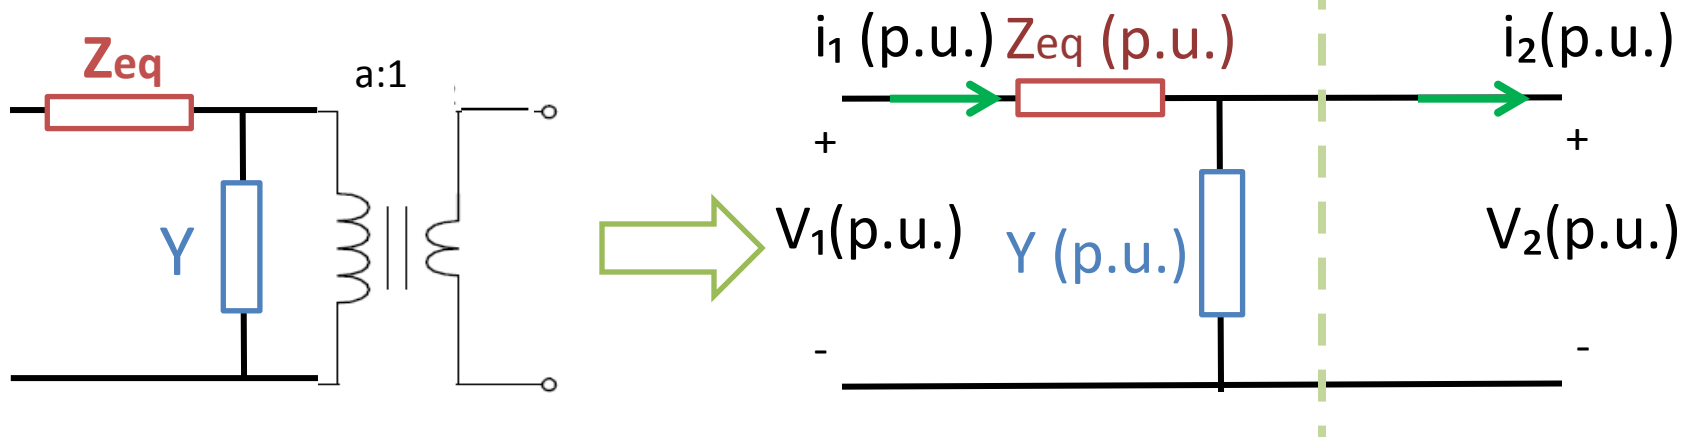 Zeq
a:1
Y
i1 (p.u.) Zeq (p.u.) i2(p.u.)
+ +
V1(p.u.) Y (p.u.) V2(p.u.)
- -